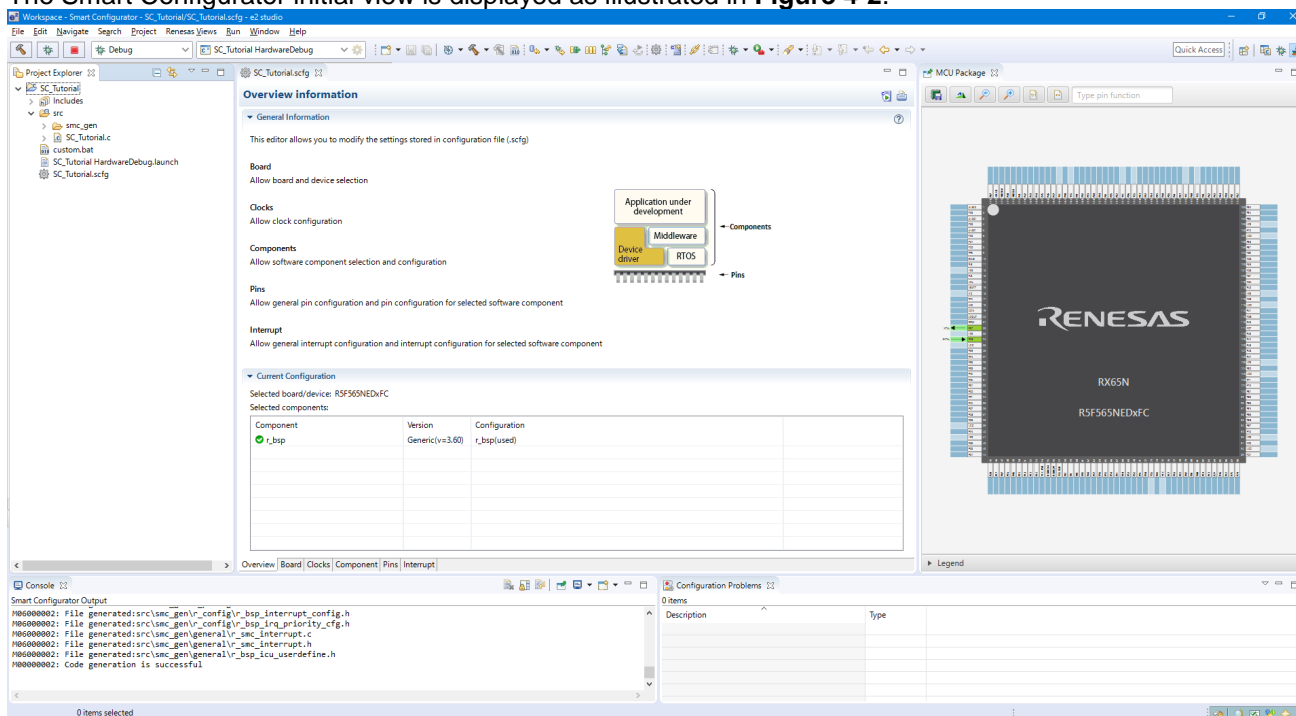 The Smart Configurator initial view is displayed as illustrated in Figure 4-2.
Workspace - Smart Configurator - SC_Tutorial/SC_Tutorial.scfg - e2 studio
File Edit Navigate Search Project Renesas Views Run Window Help
Debug
SC_Tutorial HardwareDebug
Quick Access
Project Explorer
SC_Tutorial
Includes
src
smc_gen
SC_Tutorial.c
custom.bat
SC_Tutorial HardwareDebug.launch
SC_Tutorial.scfg
SC_Tutorial.scfg
Overview information
General Information
This editor allows you to modify the settings stored in configuration file (.scfg)
Board
Allow board and device selection
Clocks
Allow clock configuration
Components
Allow software component selection and configuration
Pins
Allow general pin configuration and pin configuration for selected software component
Interrupt
Allow general interrupt configuration and interrupt configuration for selected software component
Application under
development
Middleware
Device
driver
RTOS
Components
Pins
Current Configuration
Selected board/device: R5F565NEDxFC
Selected components:
Component Version Configuration
r_bsp Generic(v=3.60) r_bsp(used)
Overview Board Clocks Component Pins Interrupt
MCU Package
Type pin function
RENESAS
RX65N
R5F565NEDxFC
Legend
Console
Smart Configurator Output
M06000002: File generated:src\smc_gen\r_config\r_bsp_interrupt_config.h
M06000002: File generated:src\smc_gen\r_config\r_bsp_irq_priority_cfg.h
M06000002: File generated:src\smc_gen\general\r_smc_interrupt.c
M06000002: File generated:src\smc_gen\general\r_smc_interrupt.h
M06000002: File generated:src\smc_gen\general\r_bsp_icu_userdefine.h
M00000002: Code generation is successful
Configuration Problems
0 items
Description Type
0 items selected